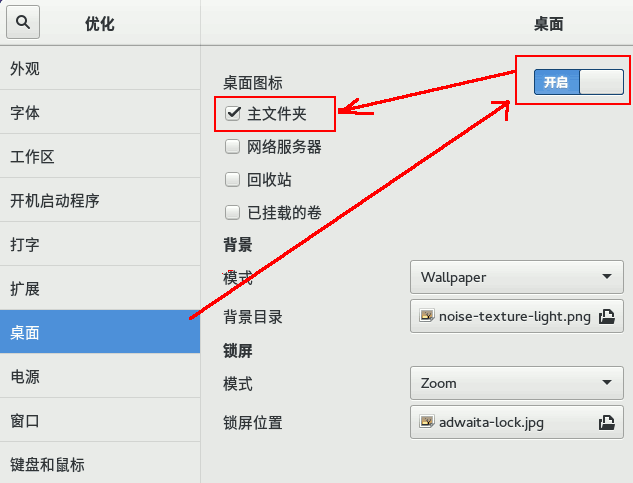 优化
桌面
外观
字体
工作区
开机启动程序
打字
扩展
桌面
电源
窗口
键盘和鼠标
桌面图标
开启
主文件夹
网络服务器
回收站
已挂载的卷
背景
模式
Wallpaper
背景目录
noise-texture-light.png
锁屏
模式
Zoom
锁屏位置
adwaita-lock.jpg